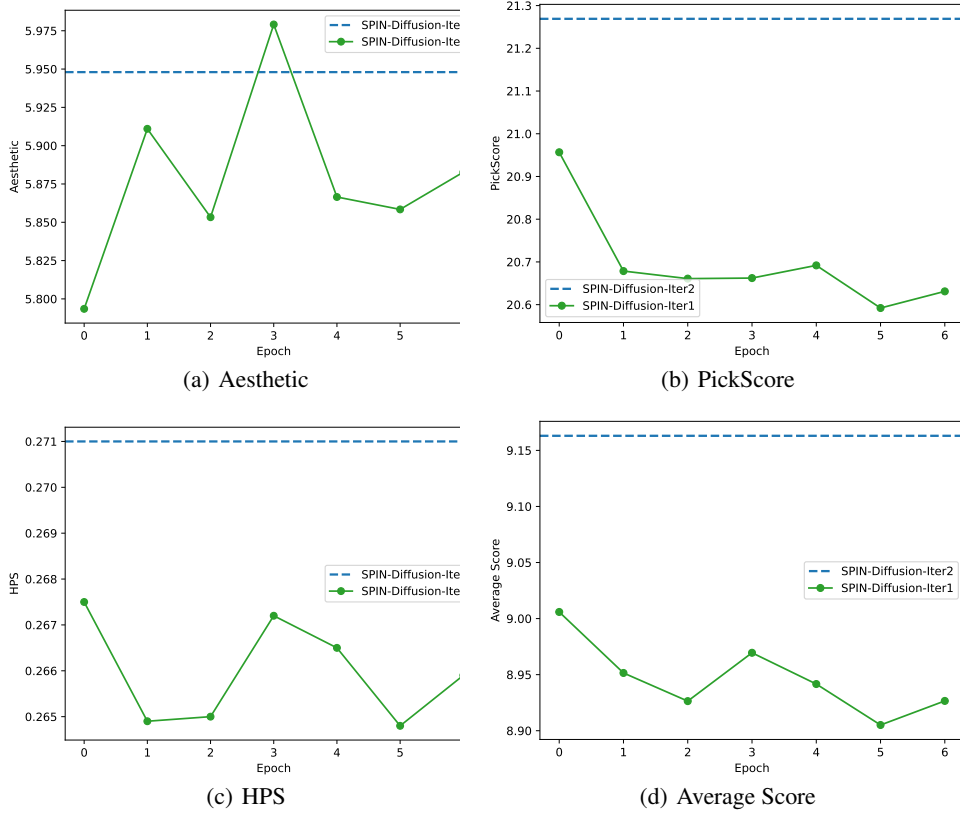 5.975
5.950
5.925
5.900
5.875
5.850
5.825
5.800
Aesthetic
SPIN-Diffusion-Ite
SPIN-Diffusion-Ite
0 1 2 3 4 5
Epoch
(a) Aesthetic
21.3
21.2
21.1
21.0
20.9
20.8
20.7
20.6
PickScore
SPIN-Diffusion-Iter2
SPIN-Diffusion-Iter1
0 1 2 3 4 5 6
Epoch
(b) PickScore
0.271
0.270
0.269
0.268
0.267
0.266
0.265
HPS
SPIN-Diffusion-Ite
SPIN-Diffusion-Ite
0 1 2 3 4 5
Epoch
(c) HPS
9.15
9.10
9.05
9.00
8.95
8.90
Average Score
SPIN-Diffusion-Iter2
SPIN-Diffusion-Iter1
0 1 2 3 4 5 6
Epoch
(d) Average Score